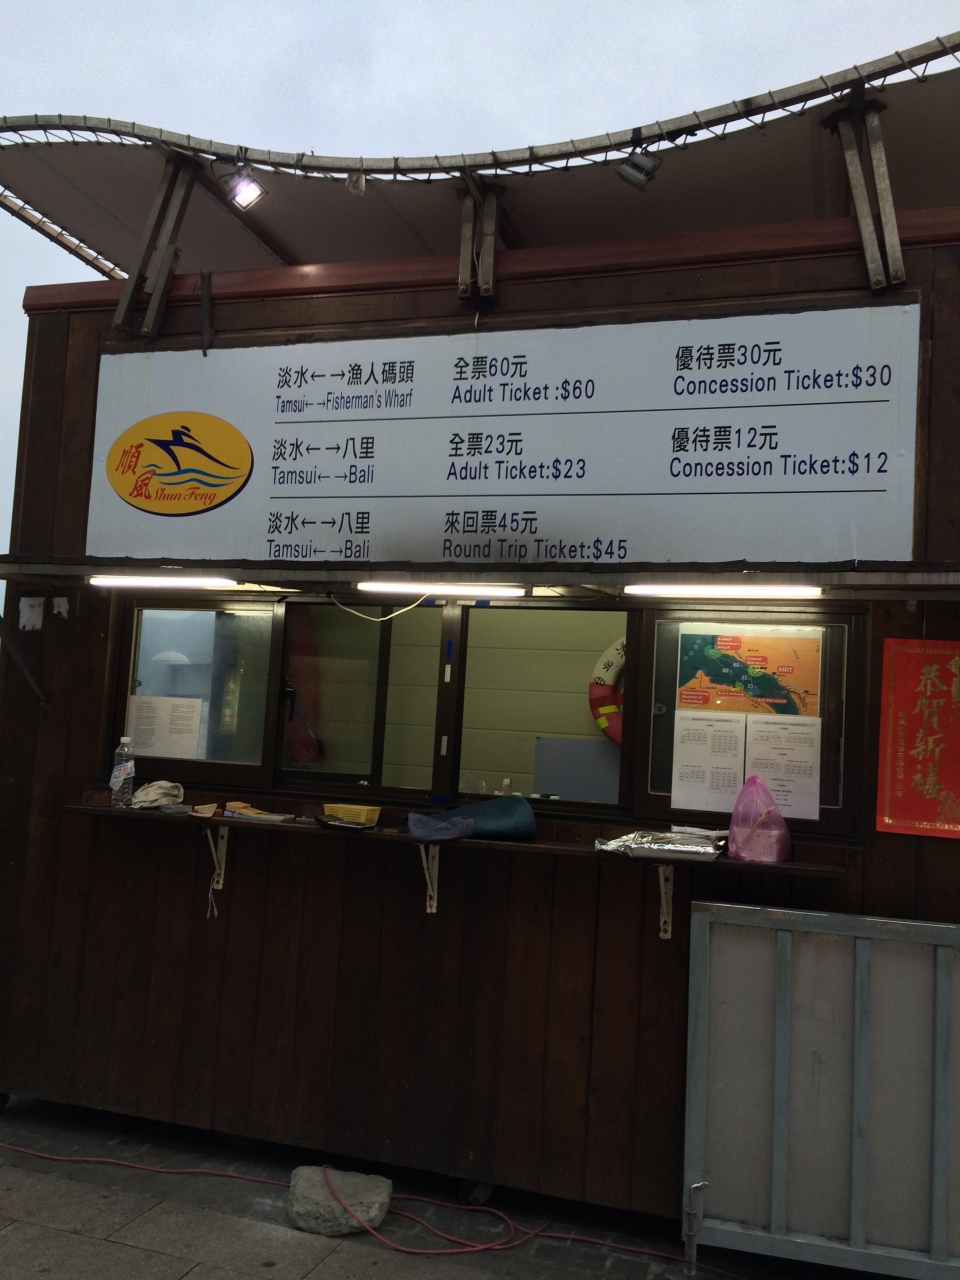 淡水←→漁人碼頭
Tamsui←→Fisherman's Wharf
全票60元
Adult Ticket :$60
優待票30元
Concession Ticket:$30
淡水←→八里
Tamsui←→Bali
全票23元
Adult Ticket:$23
優待票12元
Concession Ticket:$12
淡水←→八里
Tamsui←→Bali
來回票45元
Round Trip Ticket:$45
順風
Shun Feng
MRT
恭賀新禧